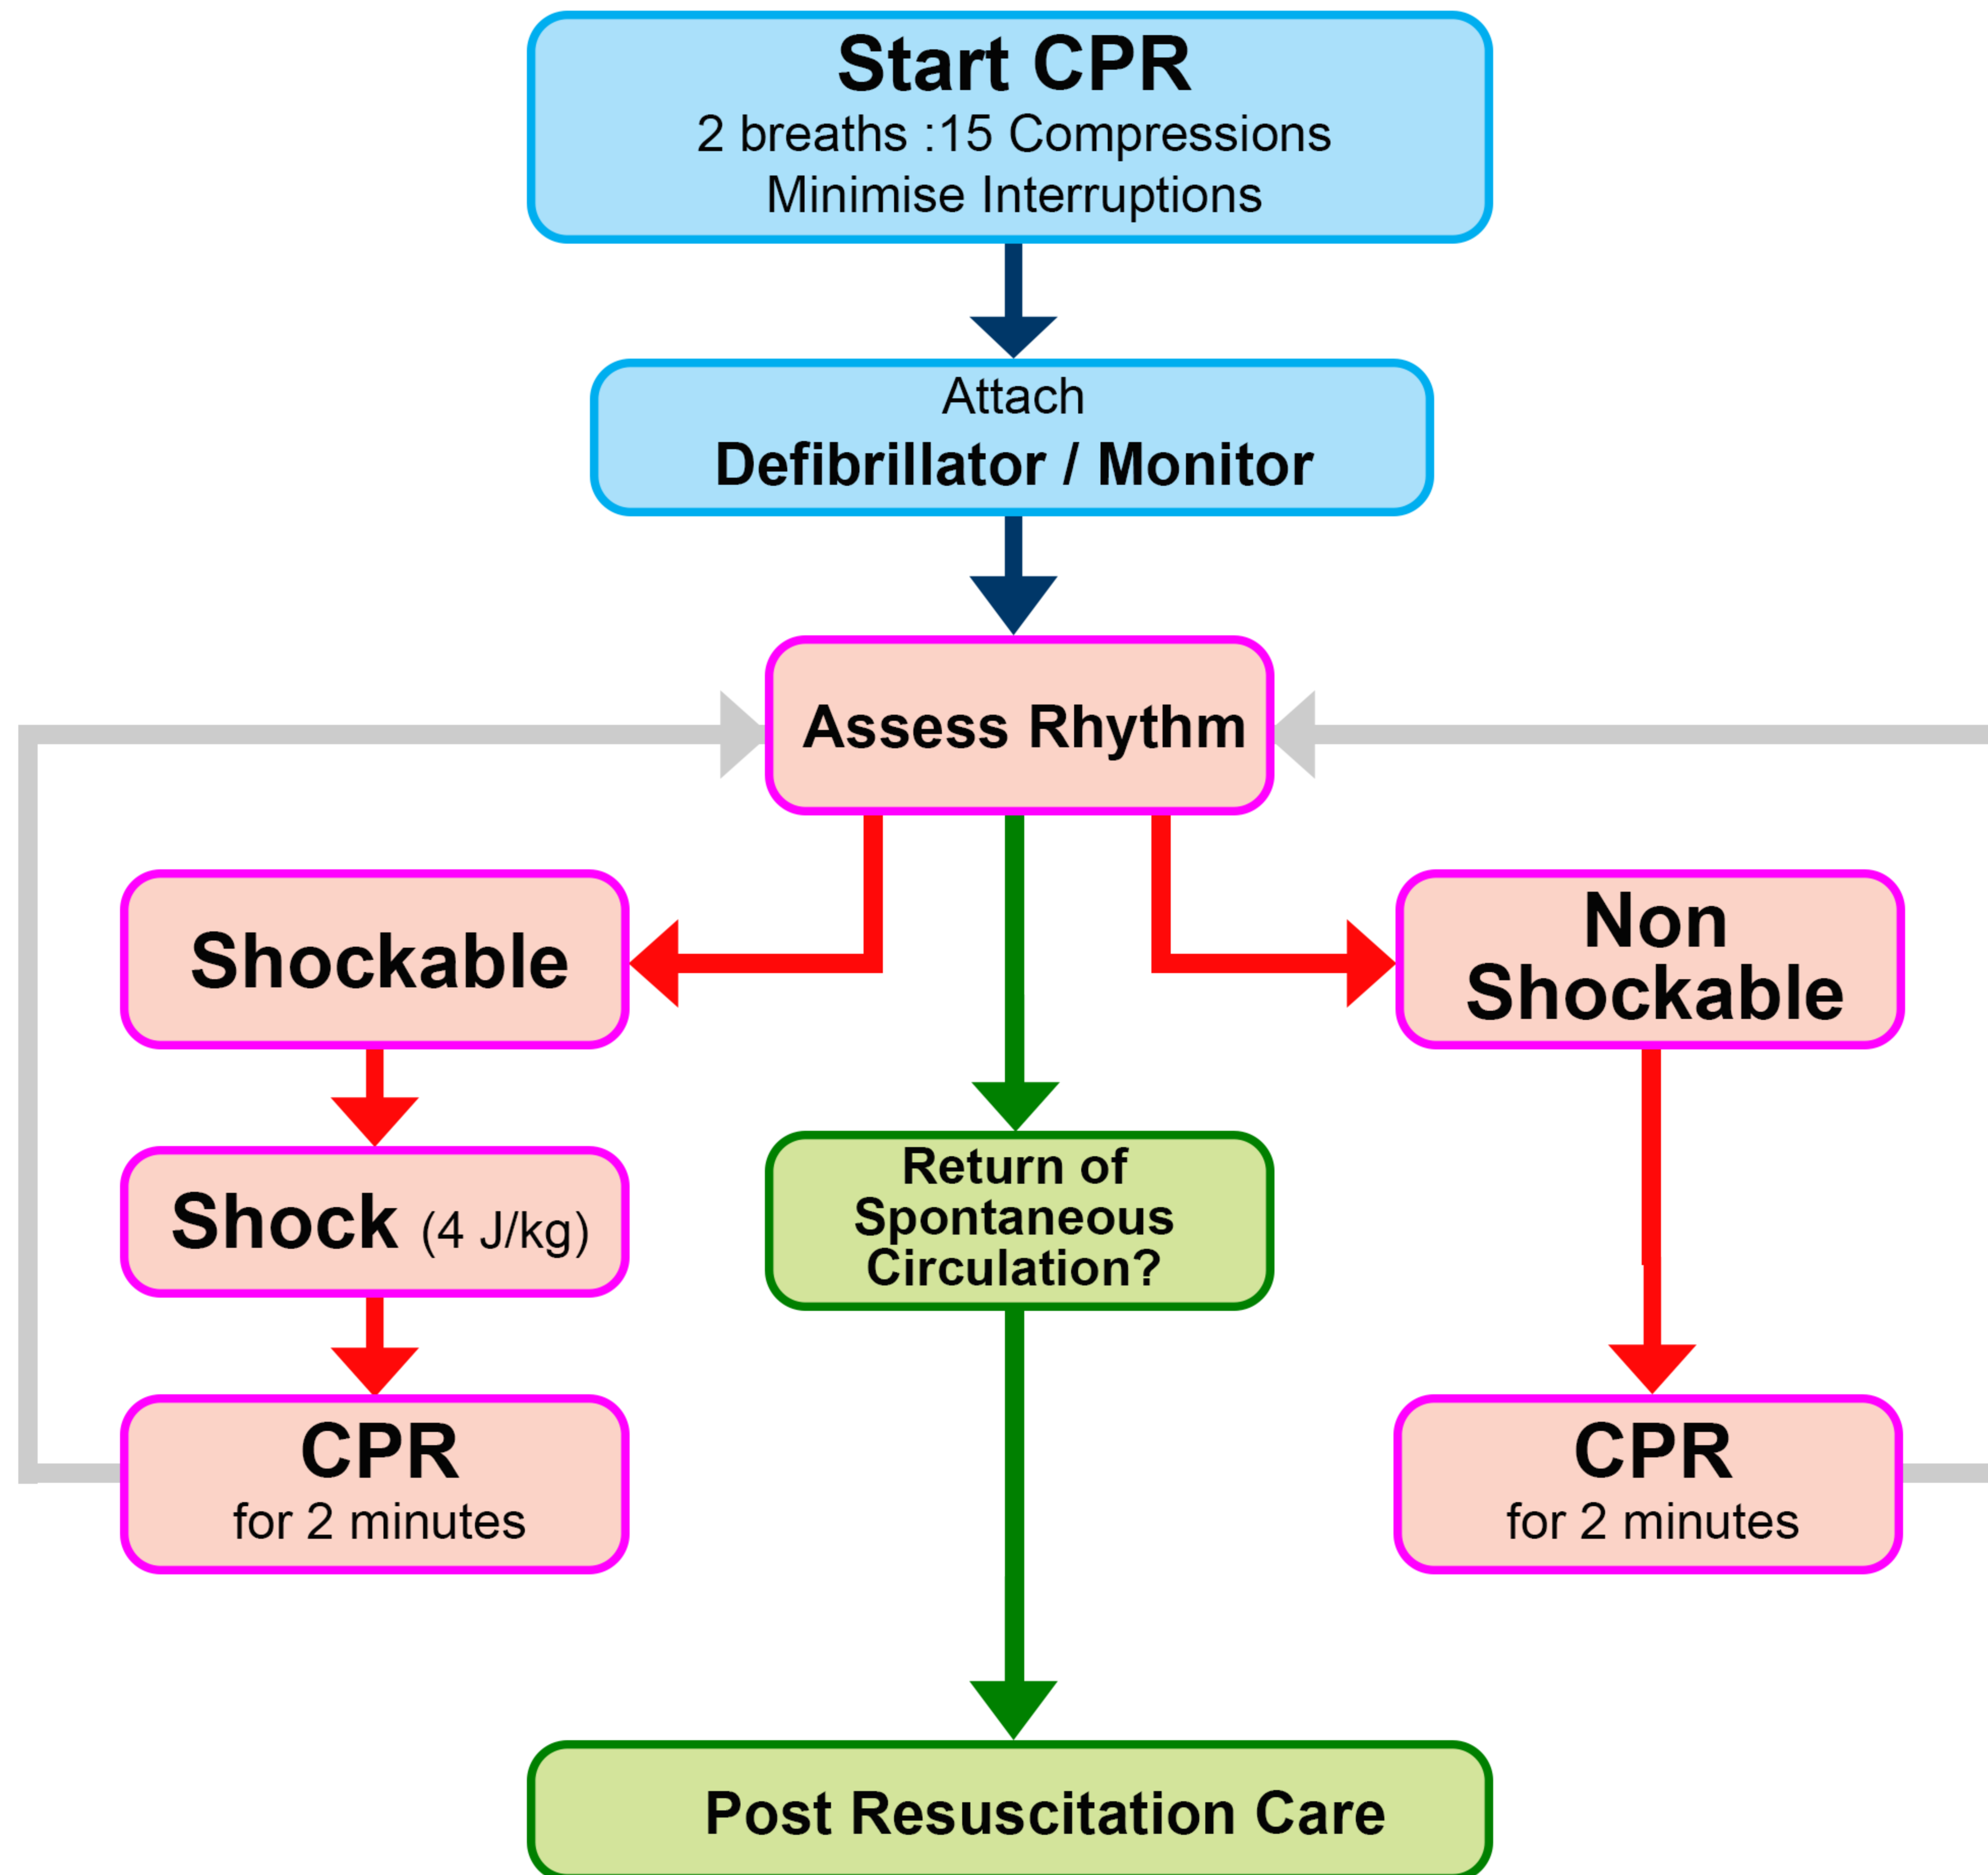 Start CPR
2 breaths :15 Compressions
Minimise Interruptions
Attach
Defibrillator / Monitor
Assess Rhythm
Shockable
Non
Shockable
Shock (4 J/kg)
Return of
Spontaneous
Circulation?
CPR
for 2 minutes
CPR
for 2 minutes
Post Resuscitation Care